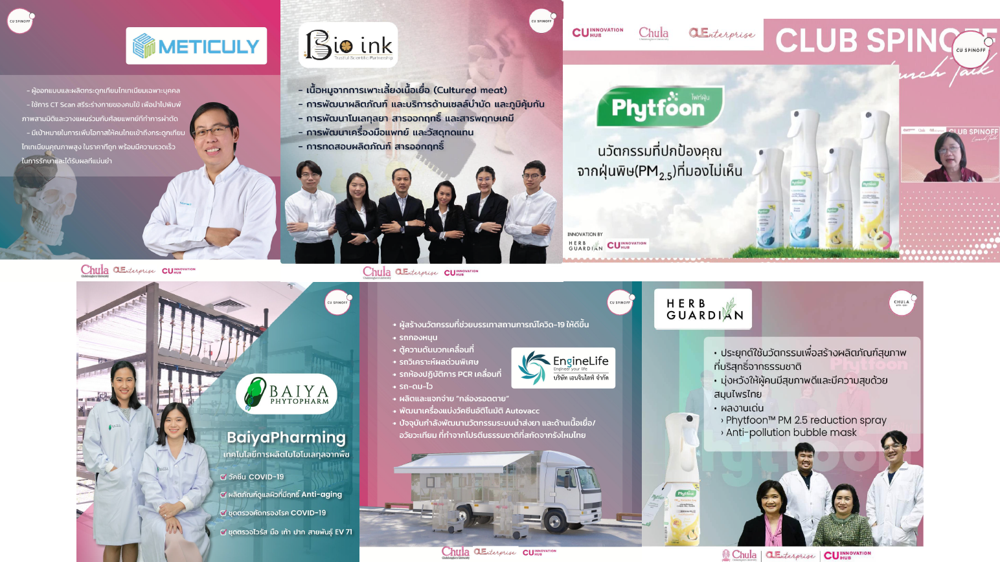 CU SPINOFF
METICULY
- ผู้ออกแบบและผลิตกระดูกเทียมไทเทเนียมเฉพาะบุคคล
- ใช้การ CT Scan สรีระร่างกายของคนไข้ เพื่อนำไปพิมพ์
ภาพสามมิติและวางแผนร่วมกับศัลยแพทย์ที่ทำการผ่าตัด
- มีเป้าหมายในการเพิ่มโอกาสให้คนไทยเข้าถึงกระดูกเทียม
ไทเทเนียมคุณภาพสูง ในราคาที่ถูก พร้อมมีความรวดเร็ว
ในการรักษาและได้รับผลที่แม่นยำ
Chula
Chulalongkorn University
CUEnterprise
CU INNOVATION
HUB
CU SPINOFF
Bio ink
Trustful Scientific Partnership
- เนื้อหมูจากการเพาะเลี้ยงเนื้อเยื่อ (Cultured meat)
- การพัฒนาผลิตภัณฑ์ และบริการด้านเซลล์บำบัด และภูมิคุ้มกัน
- การพัฒนาโมเลกุลยา สารออกฤทธิ์ และสารพฤกษเคมี
- การพัฒนาเครื่องมือแพทย์ และวัสดุทดแทน
- การทดสอบผลิตภัณฑ์ สารออกฤทธิ์
Chula
Chulalongkorn University
CUEnterprise
CU INNOVATION
HUB
CU INNOVATION
HUB
Chula
Chulalongkorn University
CUEnterprise
CLUB SPINOFF
Lunch Talk
CU SPINOFF
ไฟท์ฝุ่น
Phytfoon
นวัตกรรมที่ปกป้องคุณ
จากฝุ่นพิษ(PM2.5)ที่มองไม่เห็น
INNOVATION BY
HERB
GUARDIAN
CU INNOVATION
HUB
CLUB SPINOFF
CU SPINOFF
BAIYA
PHYTOPHARM
BaiyaPharming
เทคโนโลยีการผลิตไบโอโมเลกุลจากพืช
วัคซีน COVID-19
ผลิตภัณฑ์ดูแลผิวที่มีฤทธิ์ Anti-aging
ชุดตรวจคัดกรองโรค COVID-19
ชุดตรวจไวรัส มือ เท้า ปาก สายพันธุ์ EV 71
CU SPINOFF
• ผู้สร้างนวัตกรรมที่ช่วยบรรเทาสถานการณ์โควิด-19 ให้ดีขึ้น
• รถกองหนุน
• ตู้ความดันบวกเคลื่อนที่
• รถวิเคราะห์ผลด่วนพิเศษ
• รถห้องปฏิบัติการ PCR เคลื่อนที่
• รถ-ดม-ไว
• ผลิตและแจกจ่าย “กล่องรอดตาย”
• พัฒนาเครื่องแบ่งวัคซีนอัติโนมัติ Autovacc
• ปัจจุบันกำลังพัฒนานวัตกรรมระบบนำส่งยา และด้านเนื้อเยื่อ/
อวัยวะเทียม ที่ทำจากโปรตีนธรรมชาติที่สกัดจากรังไหมไทย
EngineLife
Engineer your life
บริษัท เอนจินไลฟ์ จำกัด
Chula
Chulalongkorn University
CUEnterprise
CU INNOVATION
HUB
HERB
GUARDIAN
CHULA
• ประยุกต์ใช้นวัตกรรมเพื่อสร้างผลิตภัณฑ์สุขภาพ
ที่บริสุทธิ์จากธรรมชาติ
• มุ่งหวังให้ผู้คนมีสุขภาพดีและมีความสุขด้วย
สมุนไพรไทย
• ผลงานเด่น
› Phytfoon™ PM 2.5 reduction spray
› Anti-pollution bubble mask
Phytfoon
Chula
Chulalongkorn University
CUEnterprise
CU INNOVATION
HUB